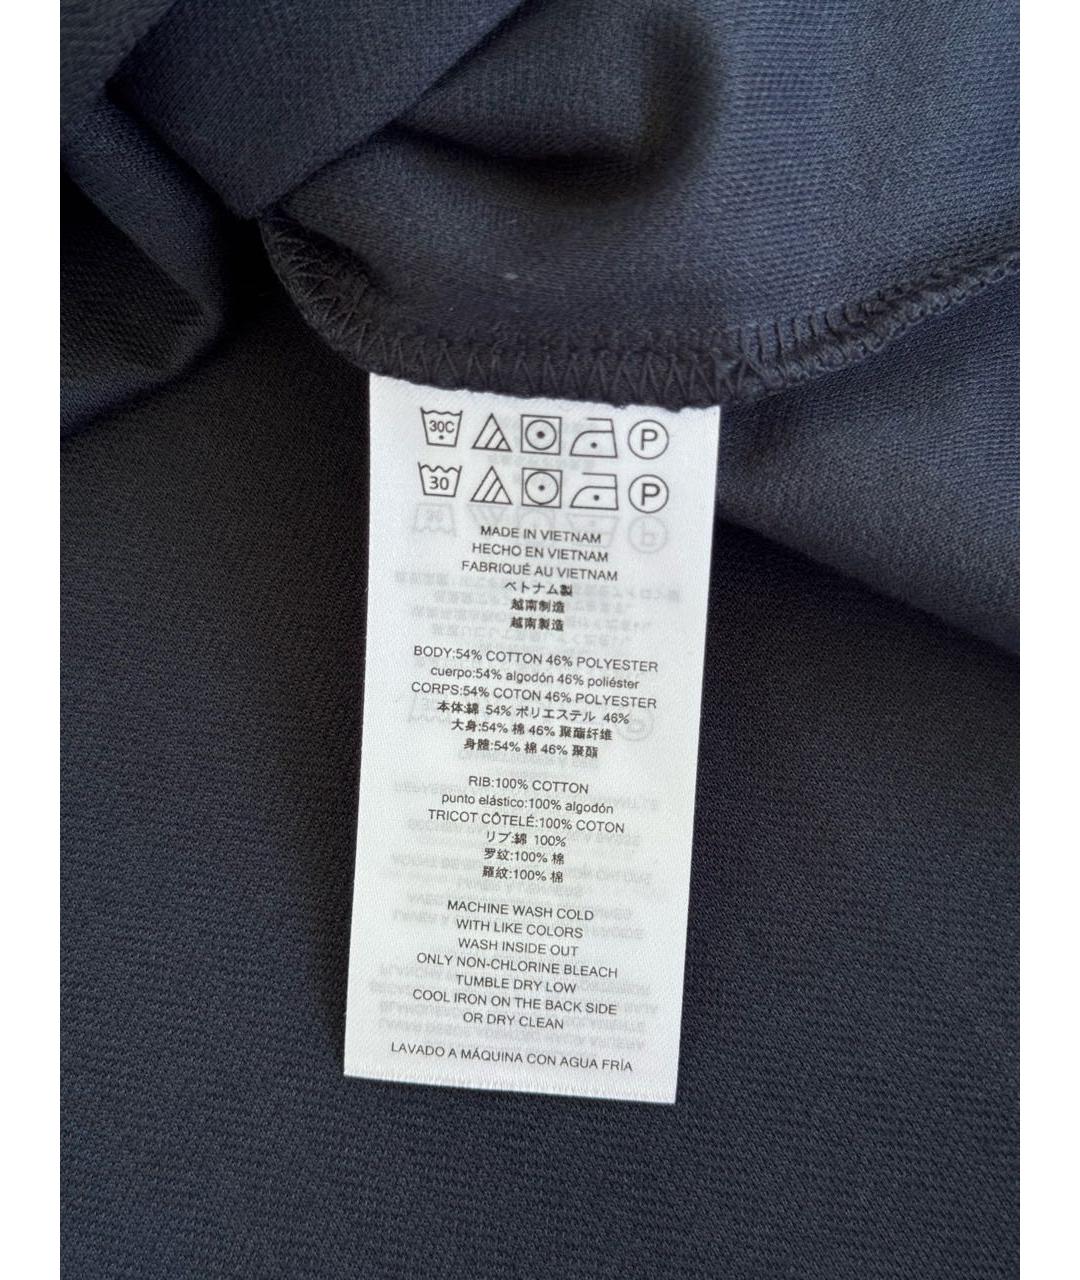 30C P
30 P
MADE IN VIETNAM
HECHO EN VIETNAM
FABRIQUÉ AU VIETNAM
ベトナム製
越南制造
越南製造
BODY:54% COTTON 46% POLYESTER
cuerpo:54% algodón 46% poliéster
CORPS:54% COTON 46% POLYESTER
本体:綿 54% ポリエステル 46%
大身:54% 棉 46% 聚酯纤维
身體:54% 棉 46% 聚酯
RIB:100% COTTON
punto elástico:100% algodón
TRICOT CÔTELÉ:100% COTON
リブ:綿 100%
罗纹:100% 棉
羅紋:100% 棉
MACHINE WASH COLD
WITH LIKE COLORS
WASH INSIDE OUT
ONLY NON-CHLORINE BLEACH
TUMBLE DRY LOW
COOL IRON ON THE BACK SIDE
OR DRY CLEAN
LAVADO A MÁQUINA CON AGUA FRÍA